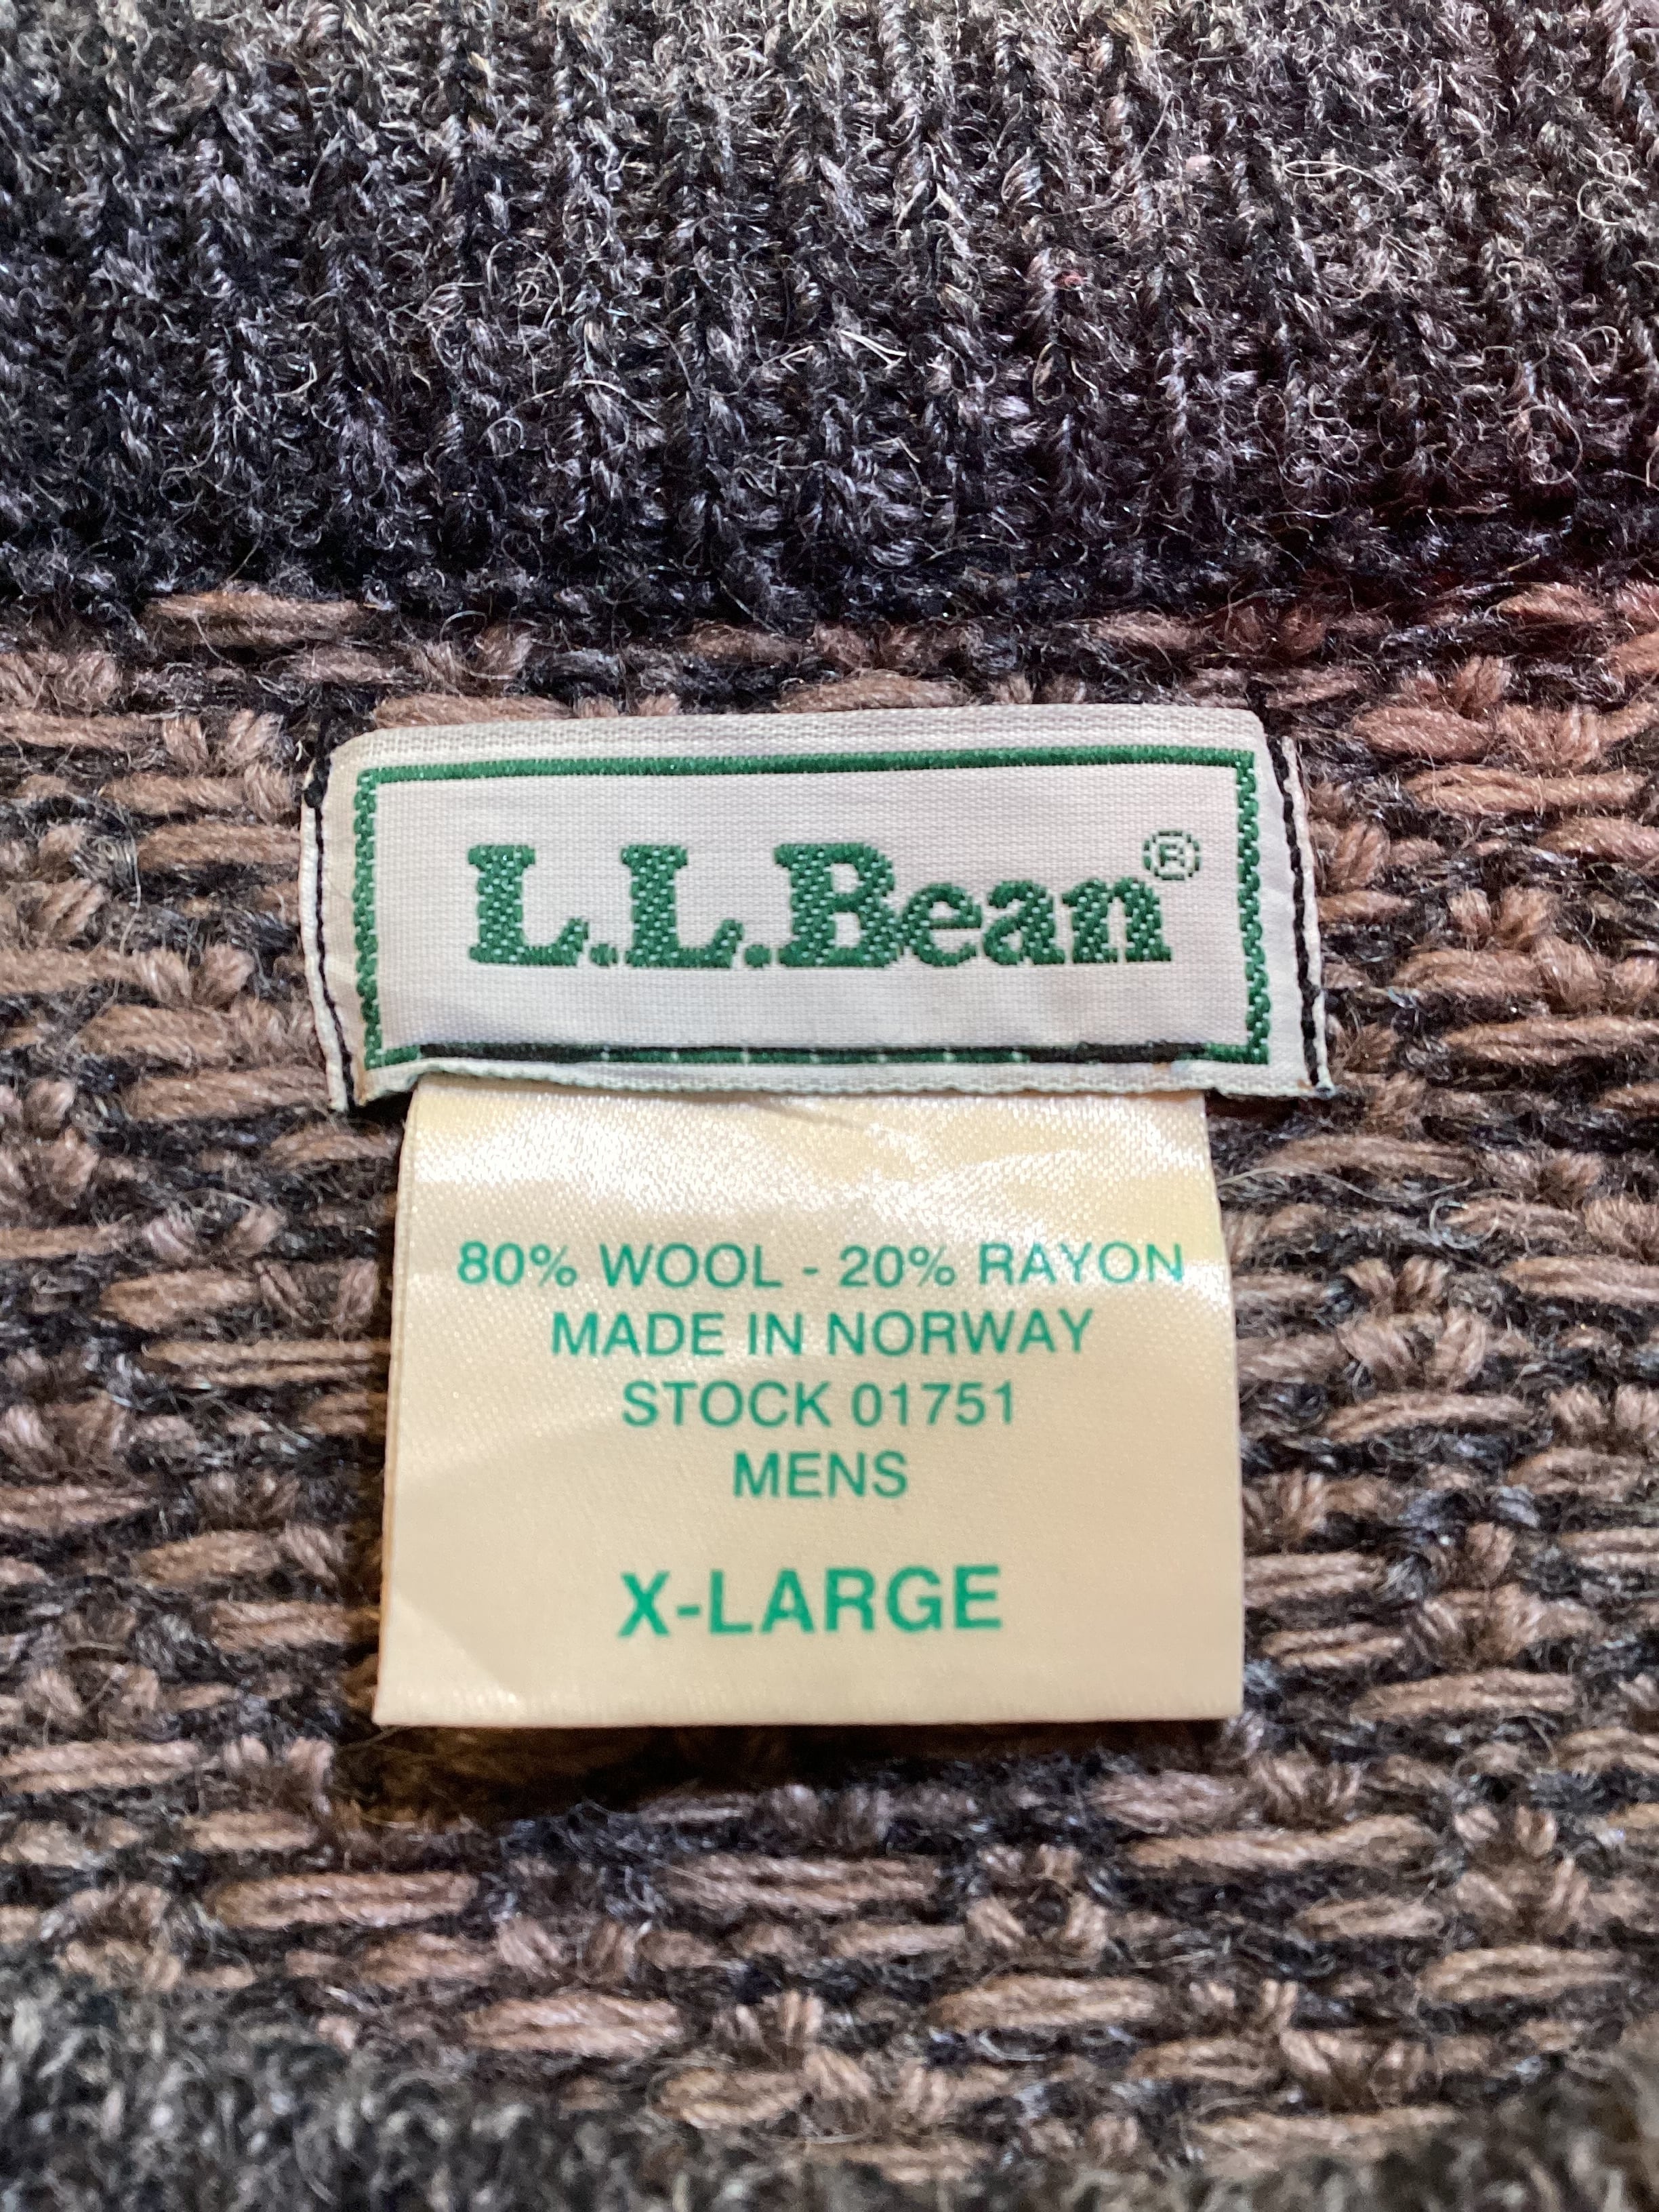 L.L.Bean®
80% WOOL - 20% RAYON
MADE IN NORWAY
STOCK 01751
MENS
X-LARGE